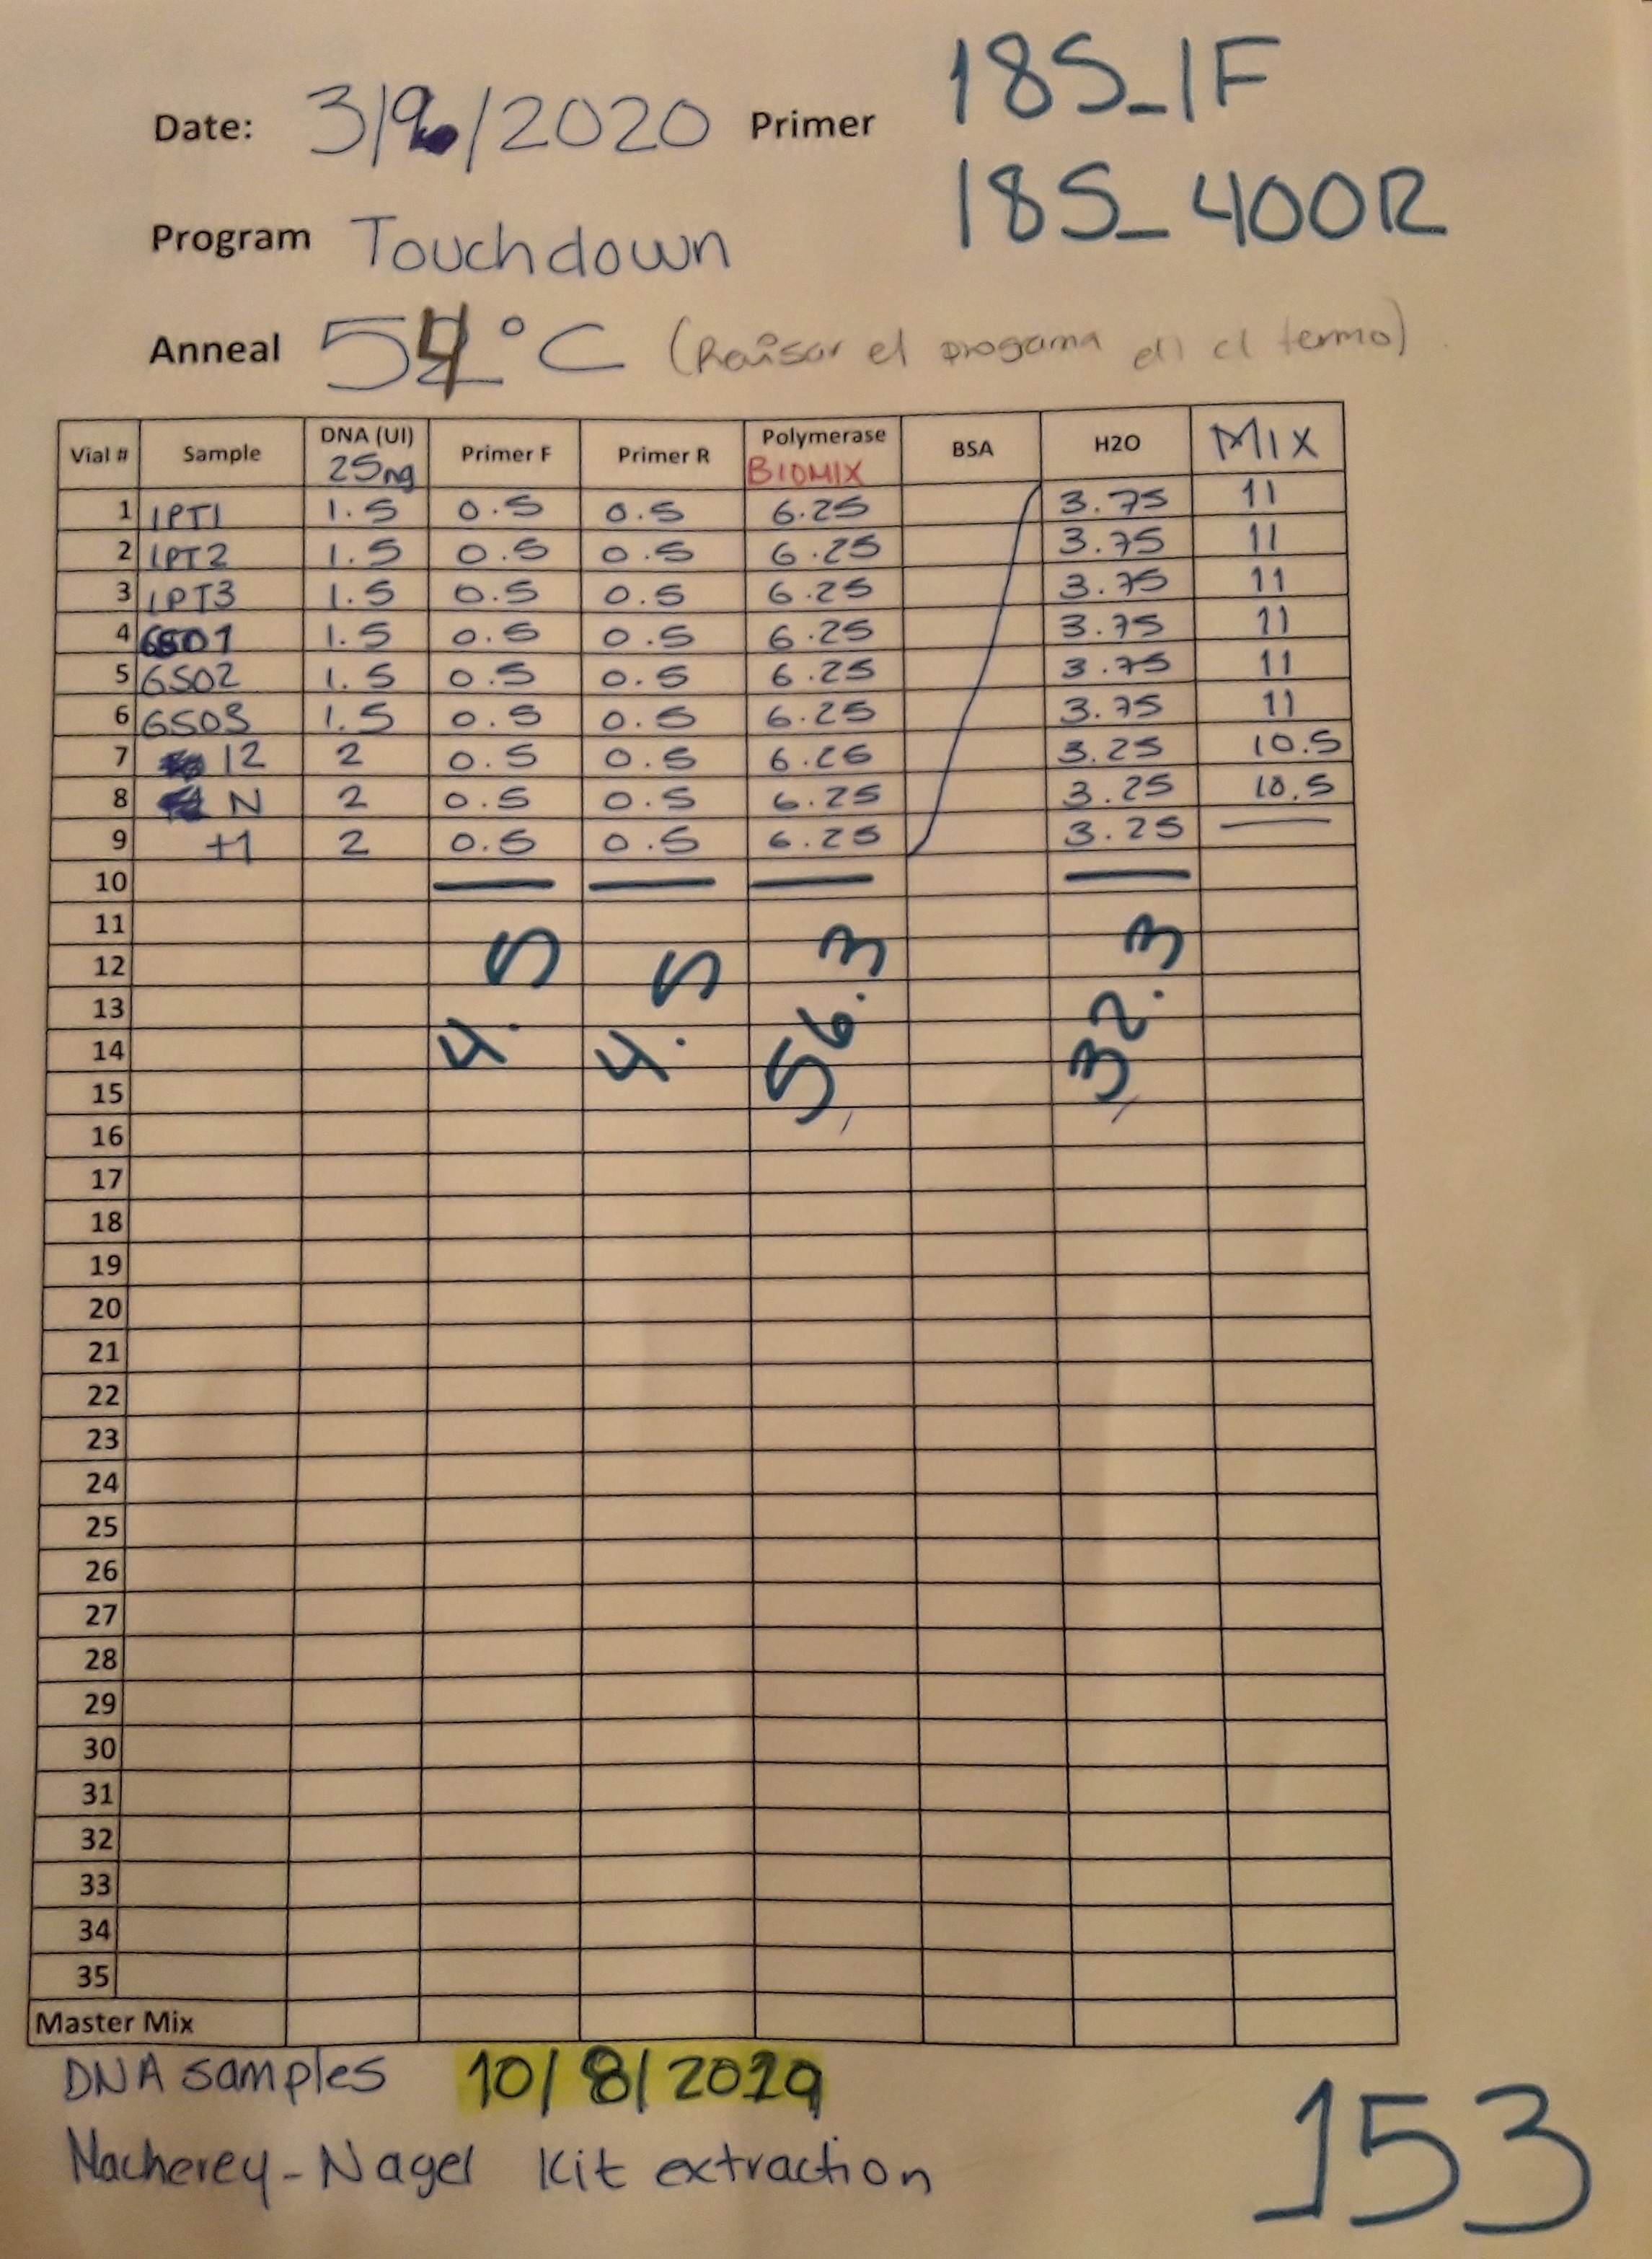 18S_1F
Date: 3/9/2020 Primer
18S_400R
Program Touchdown
Anneal 54°C (Revisar el programa en el termo)
Vial # Sample DNA (Ul) 25ng Primer F Primer R Polymerase BIOMIX BSA H2O MIX
1 1PT1 1.5 0.5 0.5 6.25 3.75 11
2 1PT2 1.5 0.5 0.5 6.25 3.75 11
3 1PT3 1.5 0.5 0.5 6.25 3.75 11
4 6SO1 1.5 0.5 0.5 6.25 3.75 11
5 6SO2 1.5 0.5 0.5 6.25 3.75 11
6 6SO3 1.5 0.5 0.5 6.25 3.75 11
7 12 2 0.5 0.5 6.25 3.25 10.5
8 N 2 0.5 0.5 6.25 3.25 10.5
9 +1 2 0.5 0.5 6.25 3.25
10
11
12
13
14
15
4.5 4.5 56.3 32.3
16
17
18
19
20
21
22
23
24
25
26
27
28
29
30
31
32
33
34
35
Master Mix
DNA samples 10/8/2019
Macherey-Nagel Kit extraction
153